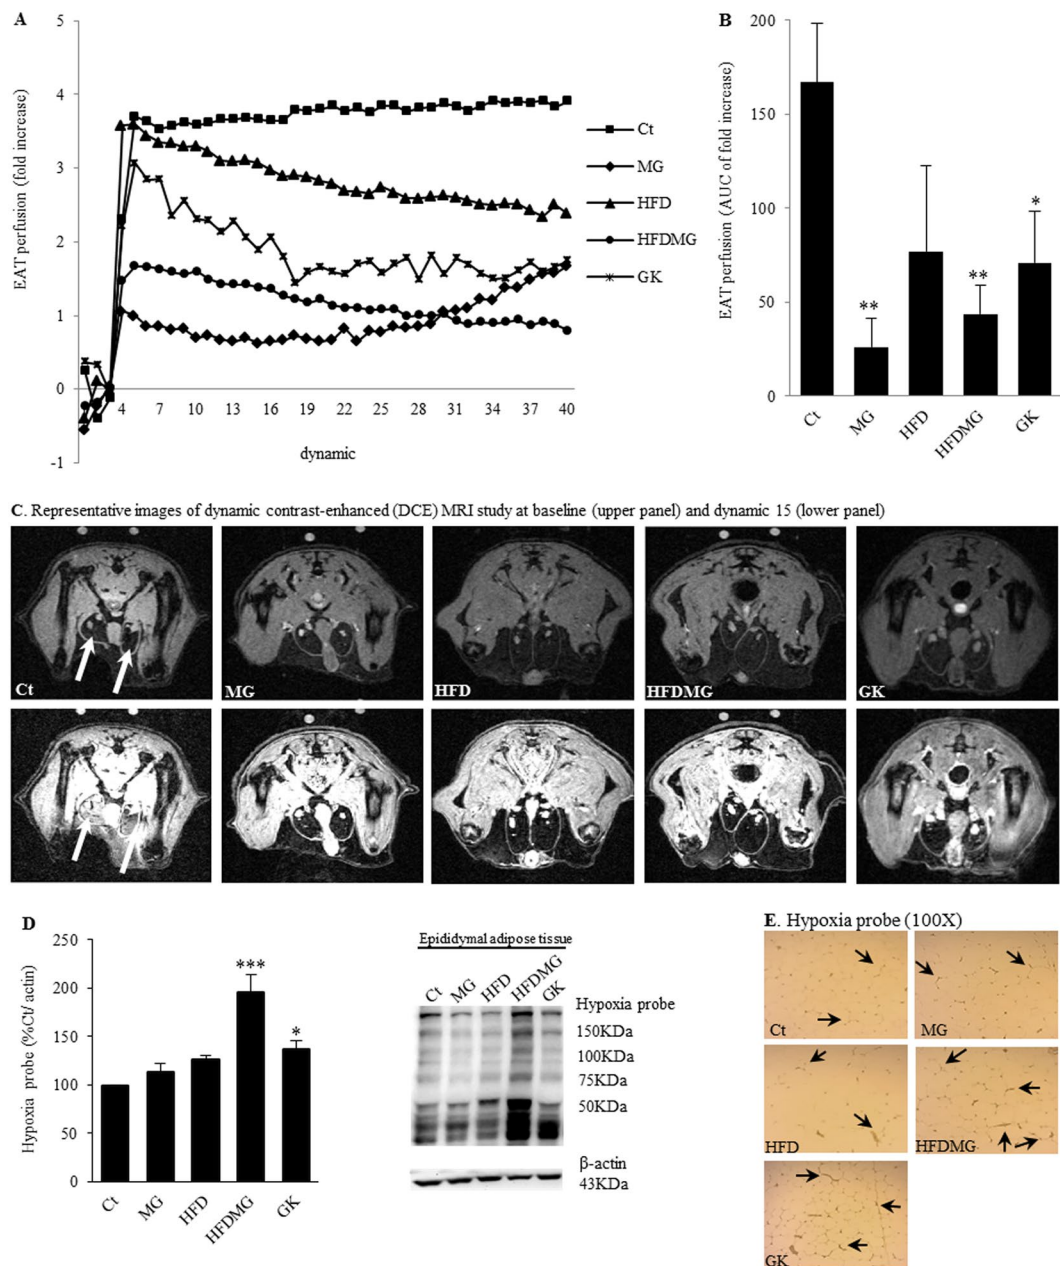 A
EAT perfusion (fold increase)
5
4
3
2
1
0
-1
4 7 10 13 16 19 22 25 28 31 34 37 40
dynamic
Ct
MG
HFD
HFDMG
GK
B
EAT perfusion (AUC of fold increase)
200
150
100
50
0
**
**
*
Ct MG HFD HFDMG GK
C. Representative images of dynamic contrast-enhanced (DCE) MRI study at baseline (upper panel) and dynamic 15 (lower panel)
Ct MG HFD HFDMG GK
D
Hypoxia probe (%Ct/ actin)
250
200
150
100
50
0
***
*
Ct MG HFD HFDMG GK
Epididymal adipose tissue
Ct MG HFD HFDMG GK
Hypoxia probe
150KDa
100KDa
75KDa
50KDa
β-actin
43KDa
E. Hypoxia probe (100X)
Ct MG
HFD HFDMG
GK